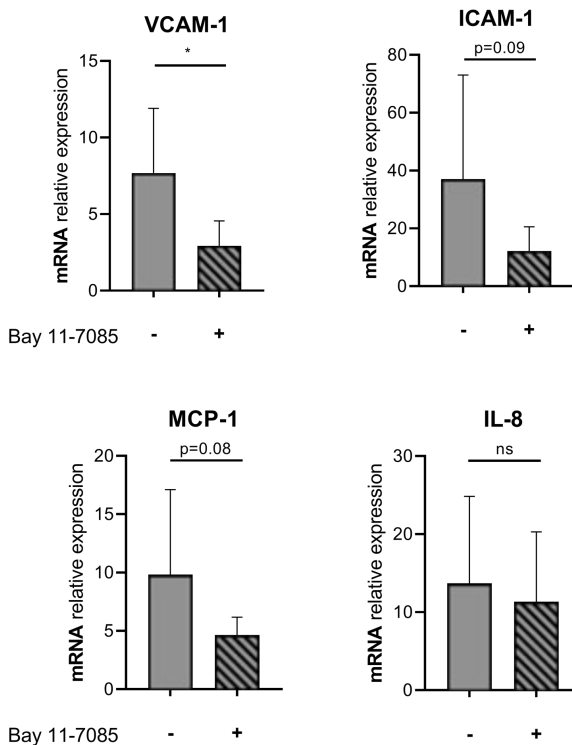 VCAM-1
*
mRNA relative expression
15
10
5
0
Bay 11-7085 - +
ICAM-1
p=0.09
mRNA relative expression
80
60
40
20
0
- +
MCP-1
p=0.08
mRNA relative expression
20
15
10
5
0
Bay 11-7085 - +
IL-8
ns
mRNA relative expression
30
20
10
0
- +